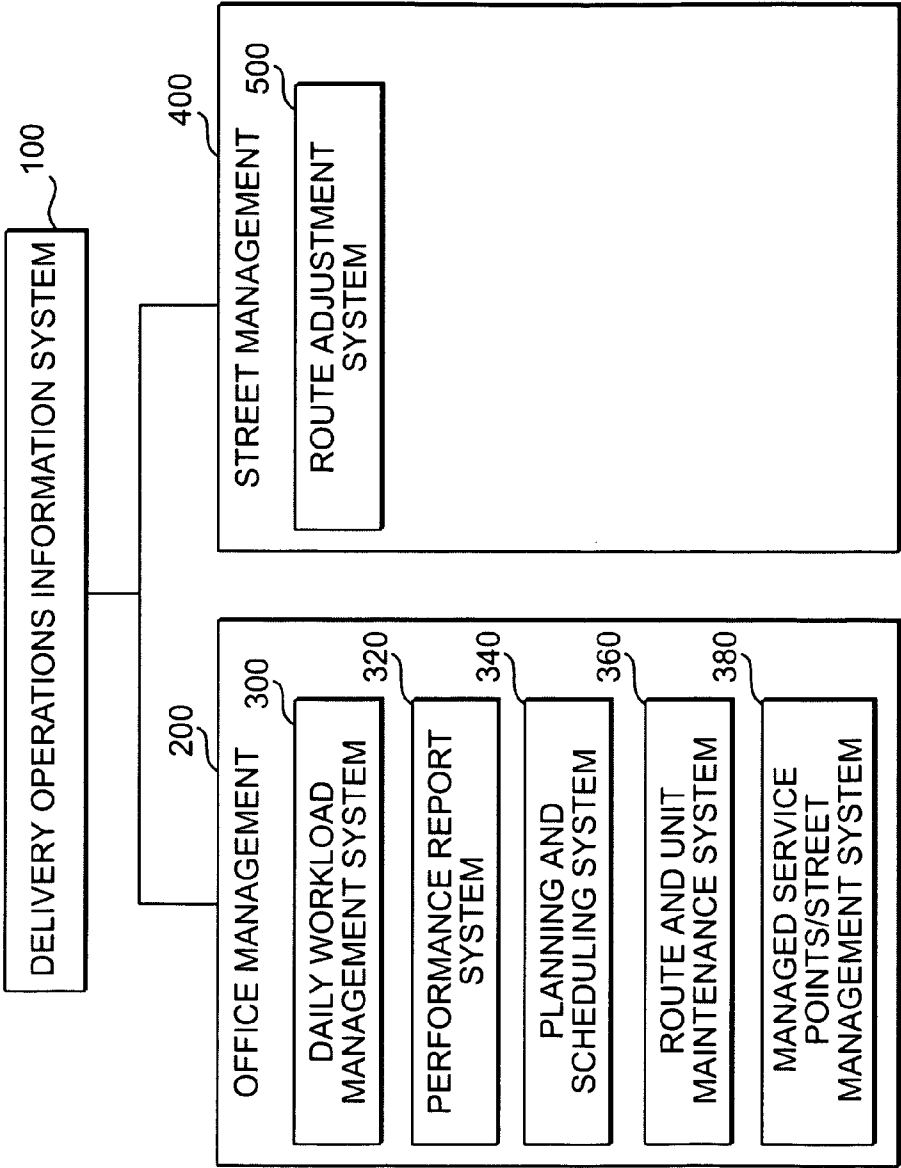 DELIVERY OPERATIONS INFORMATION SYSTEM
100
OFFICE MANAGEMENT
200
DAILY WORKLOAD
MANAGEMENT SYSTEM
300
PERFORMANCE REPORT
SYSTEM
320
PLANNING AND
SCHEDULING SYSTEM
340
ROUTE AND UNIT
MAINTENANCE SYSTEM
360
MANAGED SERVICE
POINTS/STREET
MANAGEMENT SYSTEM
380
STREET MANAGEMENT
400
ROUTE ADJUSTMENT
SYSTEM
500